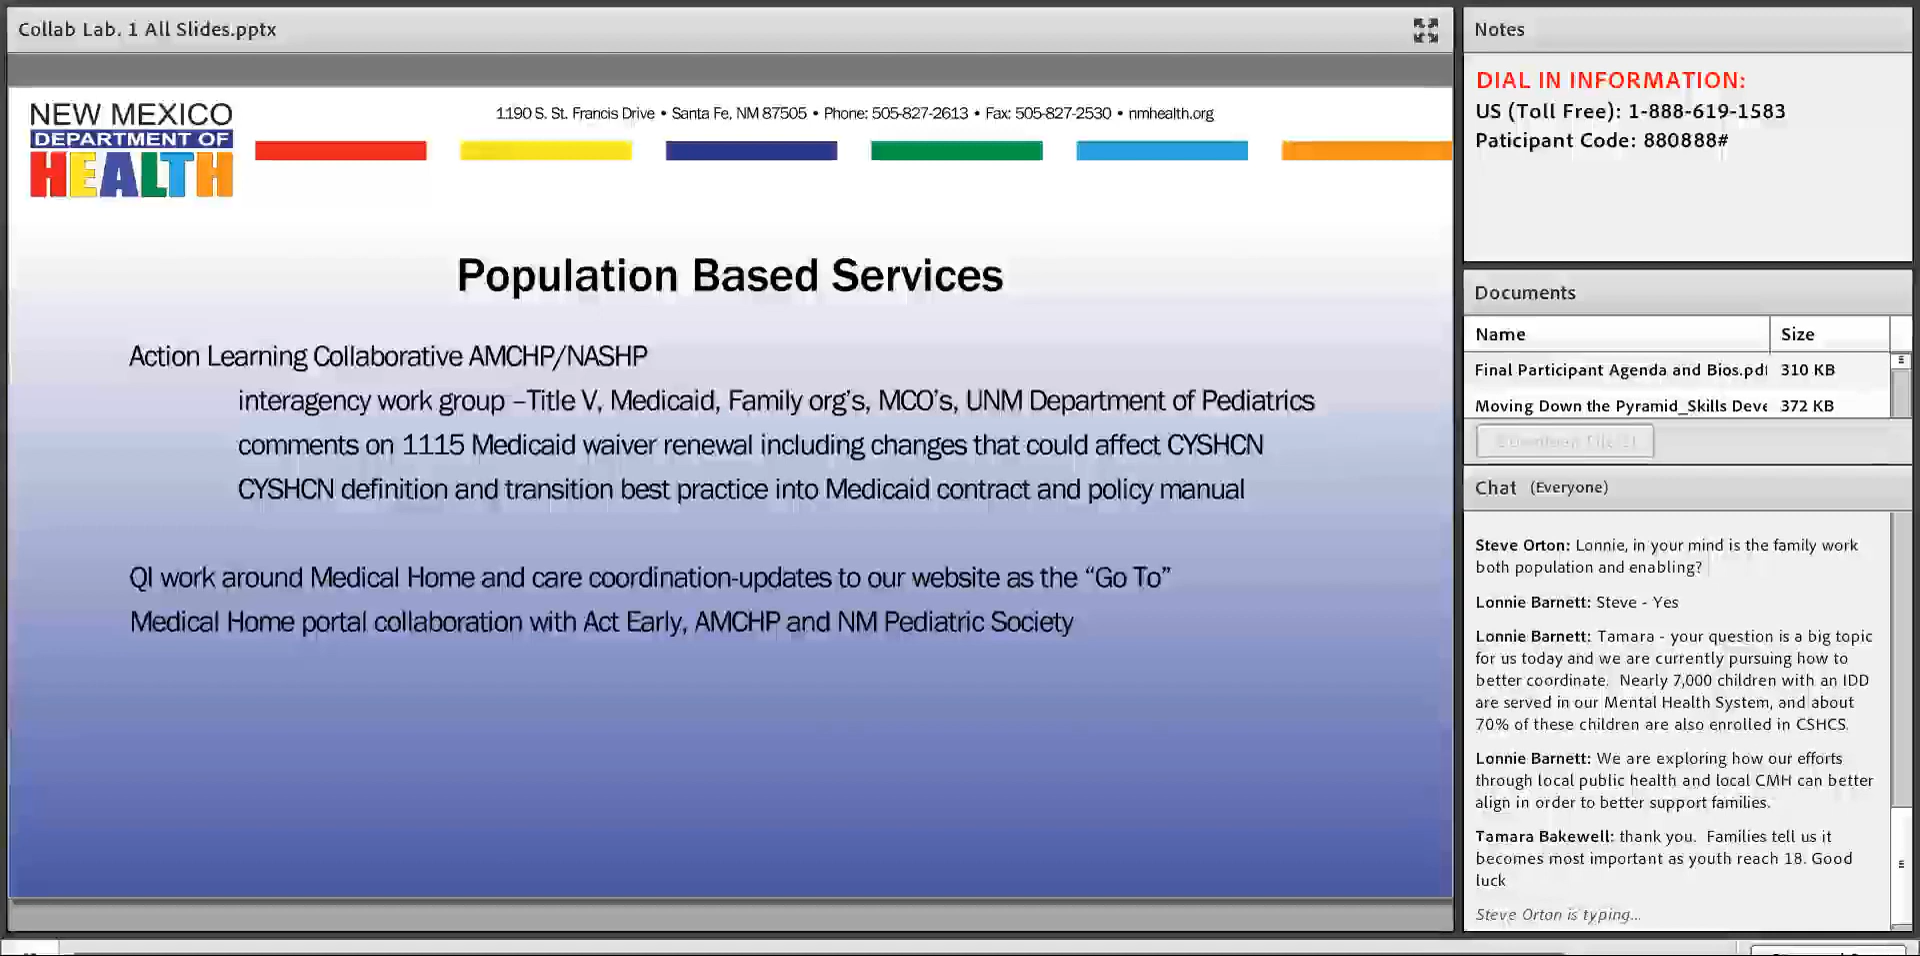 Collab Lab. 1 All Slides.pptx
NEW MEXICO
DEPARTMENT OF
HEALTH
1190 S. St. Francis Drive • Santa Fe, NM 87505 • Phone: 505-827-2613 • Fax: 505-827-2530 • nmhealth.org
Population Based Services
Action Learning Collaborative AMCHP/NASHP
interagency work group –Title V, Medicaid, Family org's, MCO's, UNM Department of Pediatrics
comments on 1115 Medicaid waiver renewal including changes that could affect CYSHCN
CYSHCN definition and transition best practice into Medicaid contract and policy manual
QI work around Medical Home and care coordination-updates to our website as the “Go To”
Medical Home portal collaboration with Act Early, AMCHP and NM Pediatric Society
Notes
DIAL IN INFORMATION:
US (Toll Free): 1-888-619-1583
Paticipant Code: 880888#
Documents
Name Size
Final Participant Agenda and Bios.pdf 310 KB
Moving Down the Pyramid_Skills Deve 372 KB
Download File(s)
Chat (Everyone)
Steve Orton: Lonnie, in your mind is the family work
both population and enabling?
Lonnie Barnett: Steve - Yes
Lonnie Barnett: Tamara - your question is a big topic
for us today and we are currently pursuing how to
better coordinate. Nearly 7,000 children with an IDD
are served in our Mental Health System, and about
70% of these children are also enrolled in CSHCS.
Lonnie Barnett: We are exploring how our efforts
through local public health and local CMH can better
align in order to better support families.
Tamara Bakewell: thank you. Families tell us it
becomes most important as youth reach 18. Good
luck
Steve Orton is typing...